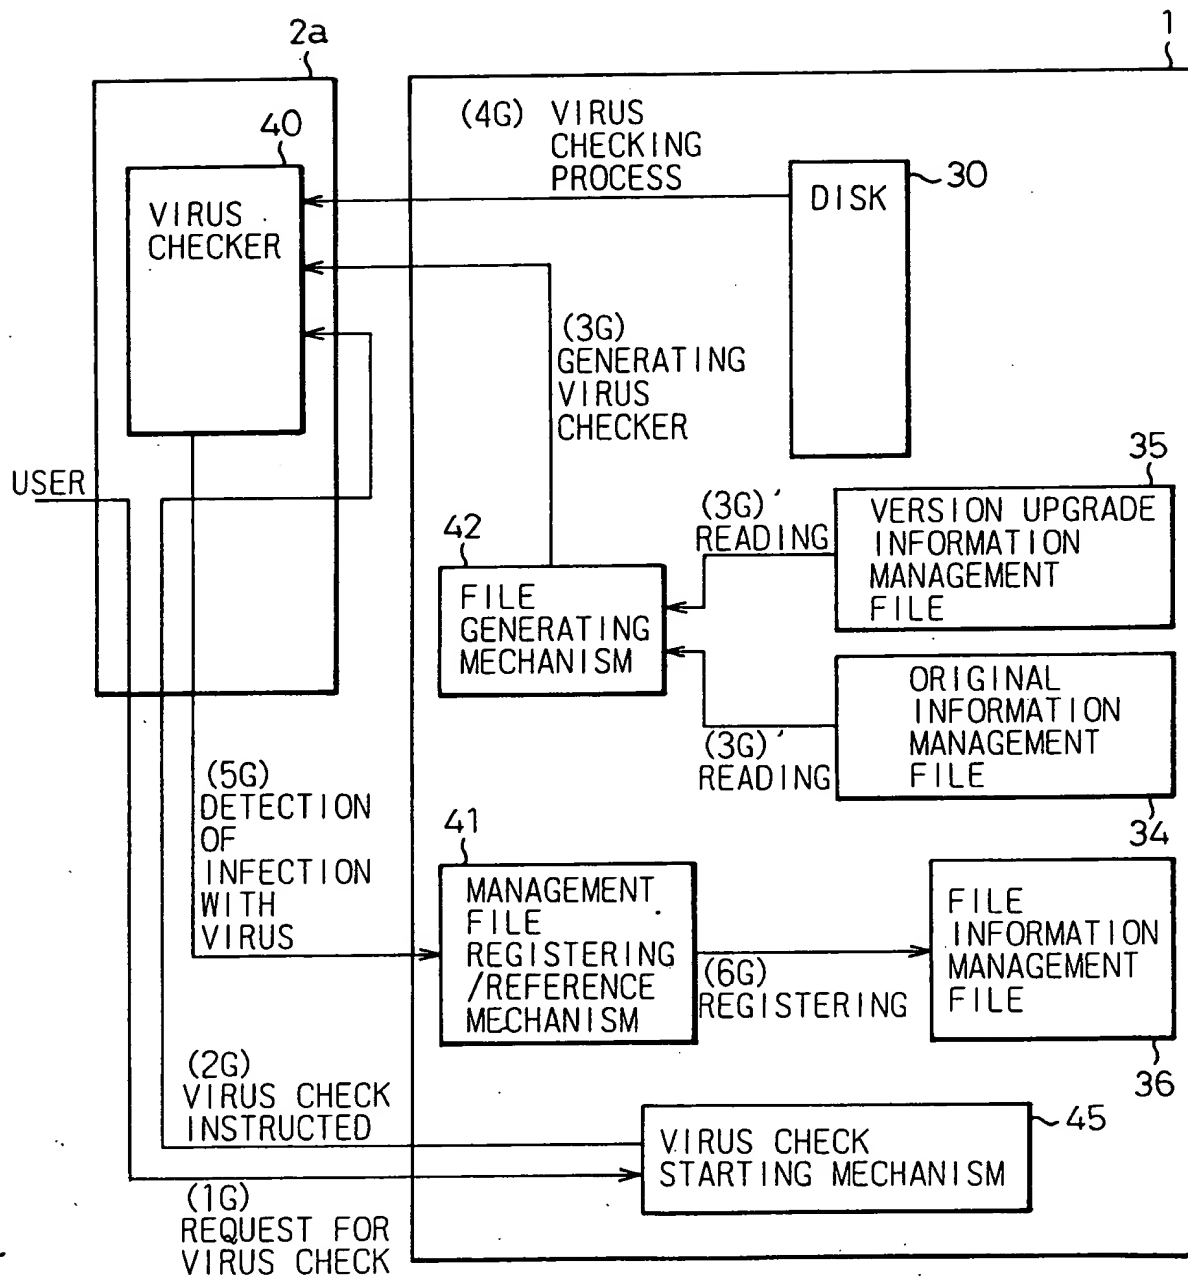 2a
1
40
(4G) VIRUS
CHECKING
PROCESS
30
DISK
VIRUS
CHECKER
(3G)
GENERATING
VIRUS
CHECKER
USER
35
(3G)'
READING
VERSION UPGRADE
INFORMATION
MANAGEMENT
FILE
42
FILE
GENERATING
MECHANISM
ORIGINAL
INFORMATION
MANAGEMENT
FILE
(3G)'
READING
34
(5G)
DETECTION
OF
INFECTION
WITH
VIRUS
41
MANAGEMENT
FILE
REGISTERING
/REFERENCE
MECHANISM
(6G)
REGISTERING
FILE
INFORMATION
MANAGEMENT
FILE
36
(2G)
VIRUS CHECK
INSTRUCTED
45
VIRUS CHECK
STARTING MECHANISM
(1G)
REQUEST FOR
VIRUS CHECK